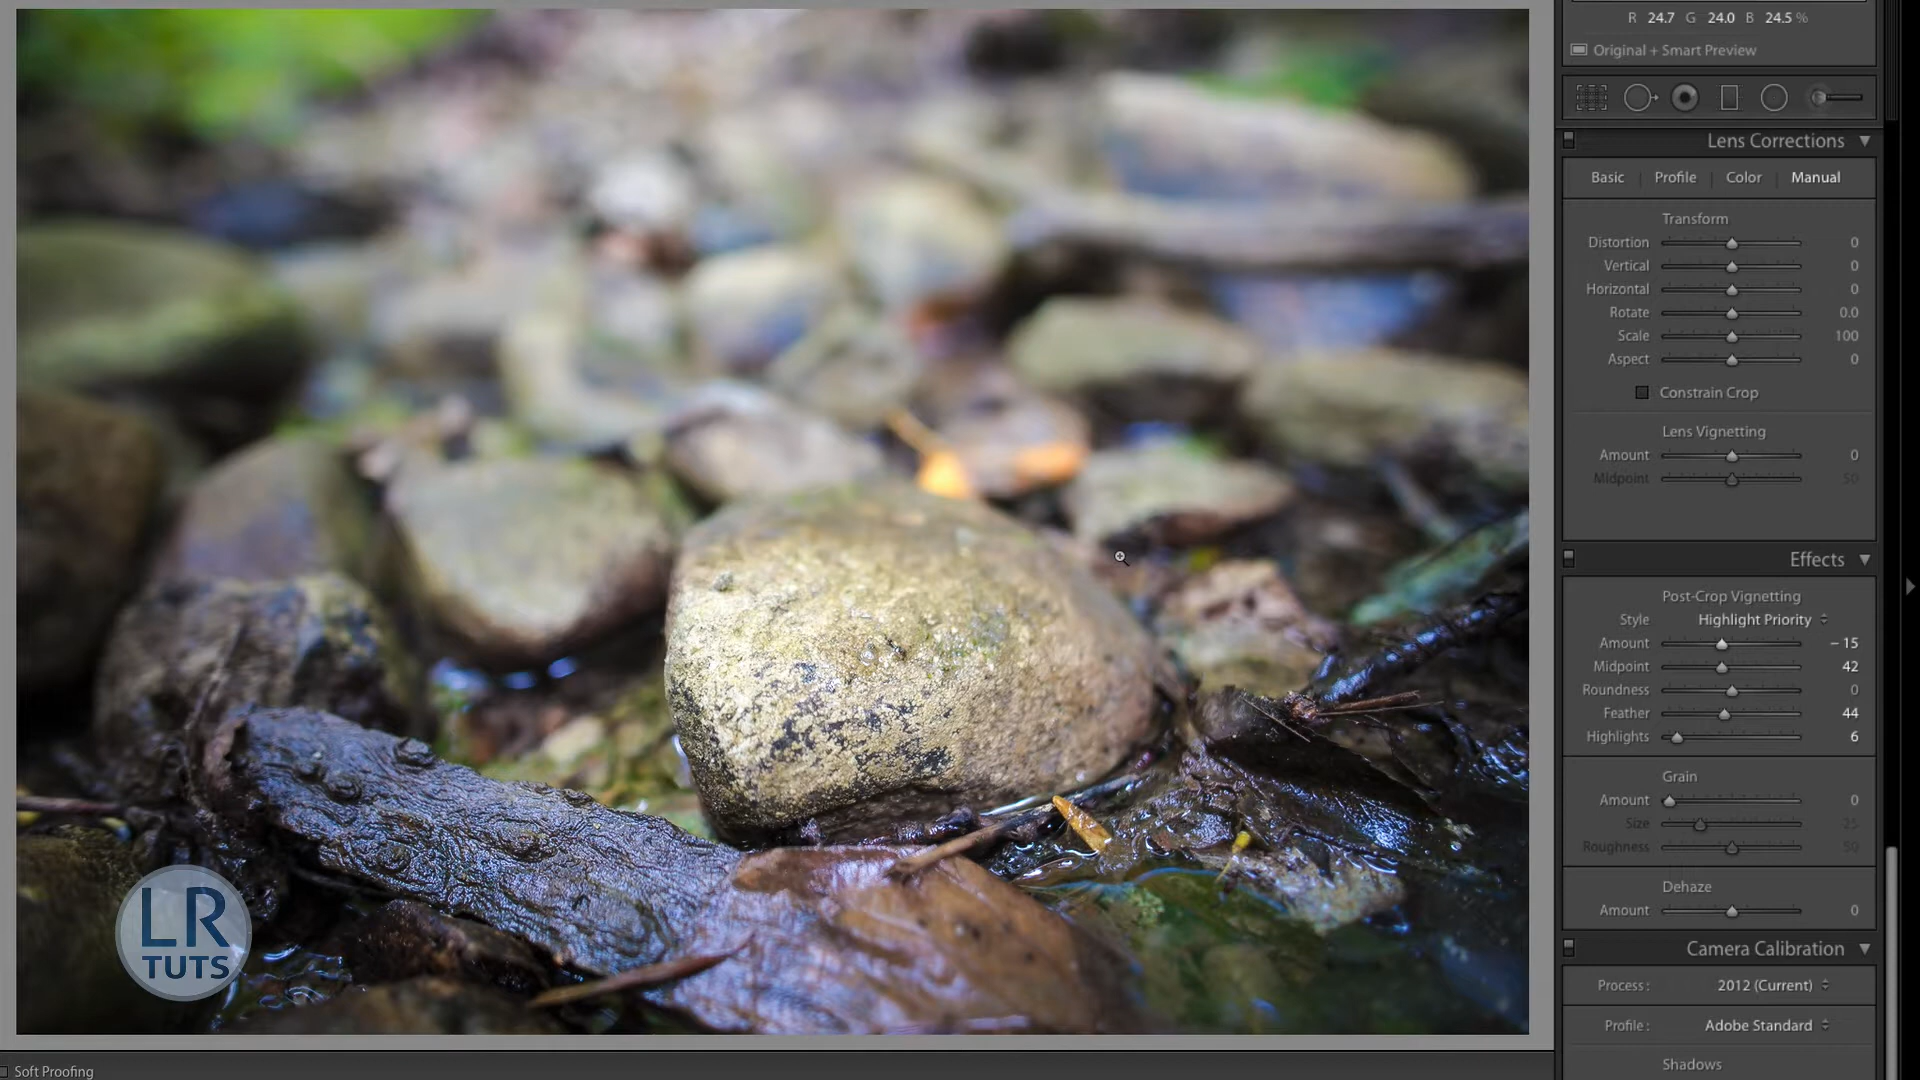 R 24.7 G 24.0 B 24.5 %
Original + Smart Preview
Lens Corrections
Basic Profile Color Manual
Transform
Distortion 0
Vertical 0
Horizontal 0
Rotate 0.0
Scale 100
Aspect 0
Constrain Crop
Lens Vignetting
Amount 0
Midpoint 50
Effects
Post-Crop Vignetting
Style Highlight Priority
Amount – 15
Midpoint 42
Roundness 0
Feather 44
Highlights 6
Grain
Amount 0
Size 25
Roughness 50
Dehaze
Amount 0
Camera Calibration
Process : 2012 (Current)
Profile : Adobe Standard
Shadows
LR
TUTS
Soft Proofing